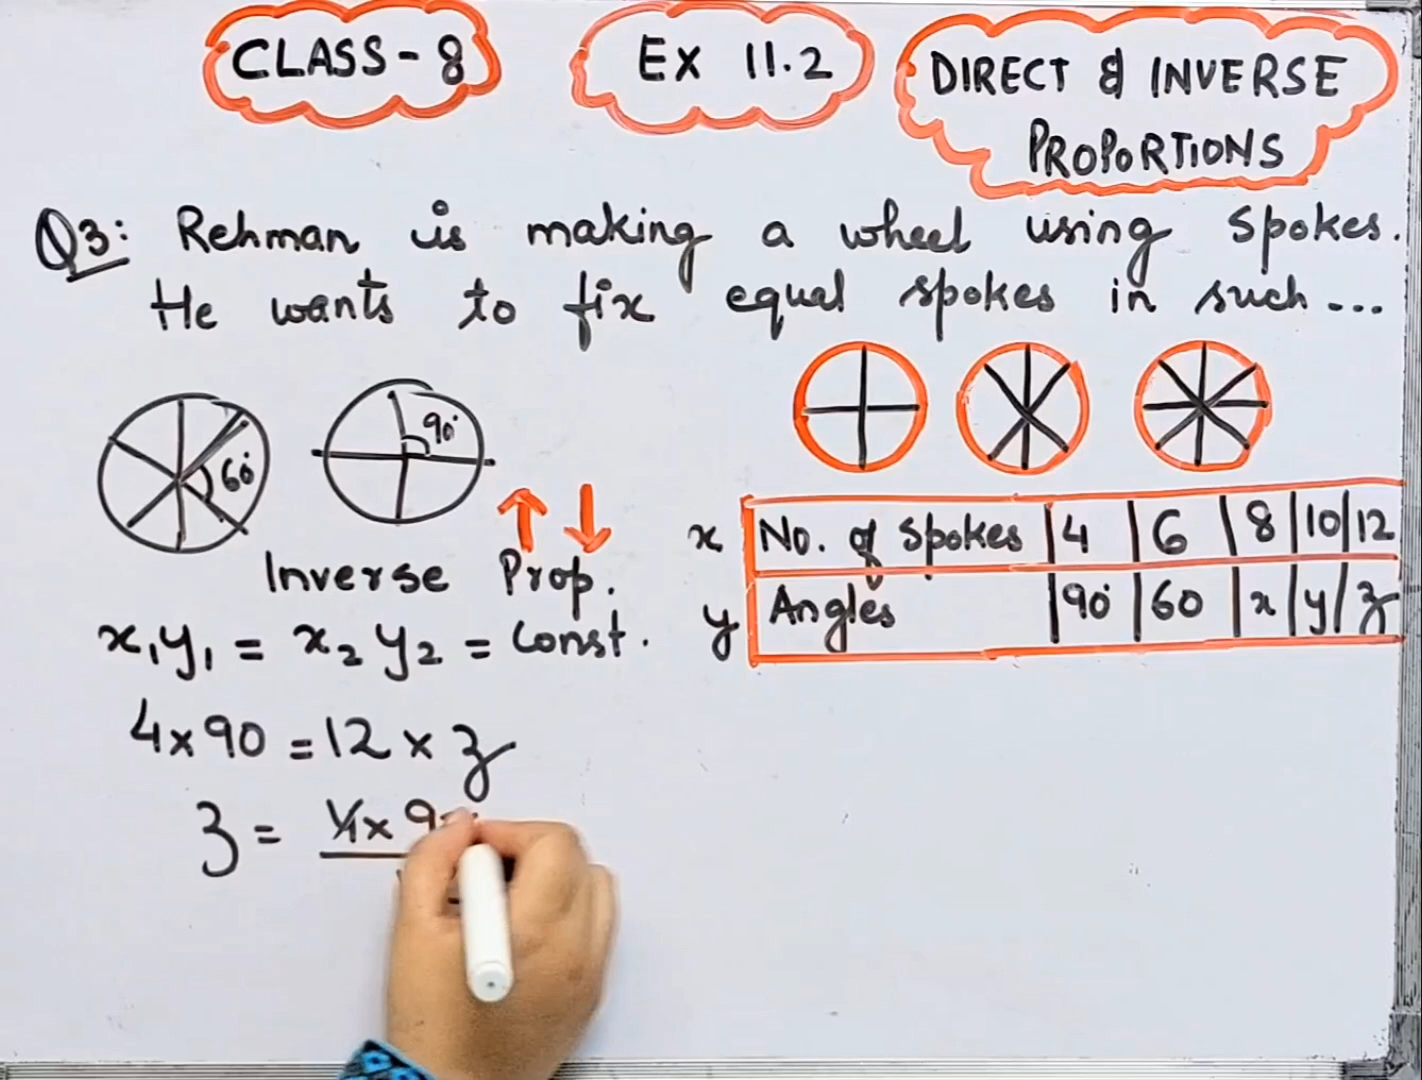 CLASS - 8
EX 11.2
DIRECT & INVERSE
PROPORTIONS
Q3: Rehman is making a wheel using spokes.
He wants to fix equal spokes in such...
60°
90°
Inverse Prop.
x₁y₁ = x₂y₂ = Const.
4 x 90 = 12 x z
z = 4 x
x No. of spokes | 4 | 6 | 8 | 10 | 12
y Angles | 90° | 60 | x | y | z